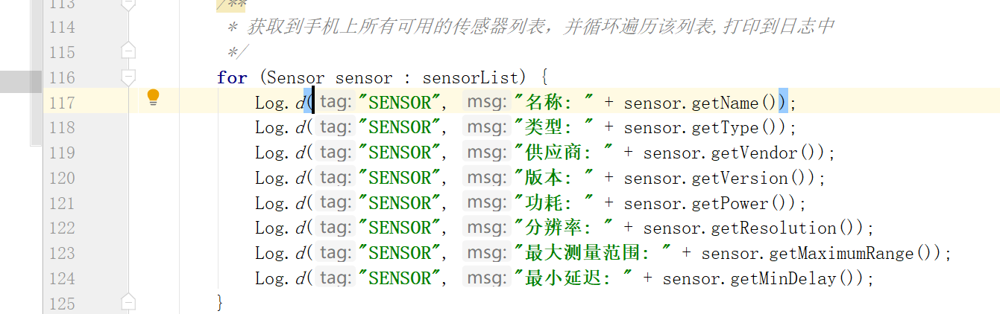 113 /**
114 * 获取到手机上所有可用的传感器列表，并循环遍历该列表,打印到日志中
115 */
116 for (Sensor sensor : sensorList) {
117 Log.d( tag: "SENSOR", msg: "名称: " + sensor.getName());
118 Log.d( tag: "SENSOR", msg: "类型: " + sensor.getType());
119 Log.d( tag: "SENSOR", msg: "供应商: " + sensor.getVendor());
120 Log.d( tag: "SENSOR", msg: "版本: " + sensor.getVersion());
121 Log.d( tag: "SENSOR", msg: "功耗: " + sensor.getPower());
122 Log.d( tag: "SENSOR", msg: "分辨率: " + sensor.getResolution());
123 Log.d( tag: "SENSOR", msg: "最大测量范围: " + sensor.getMaximumRange());
124 Log.d( tag: "SENSOR", msg: "最小延迟: " + sensor.getMinDelay());
125 }